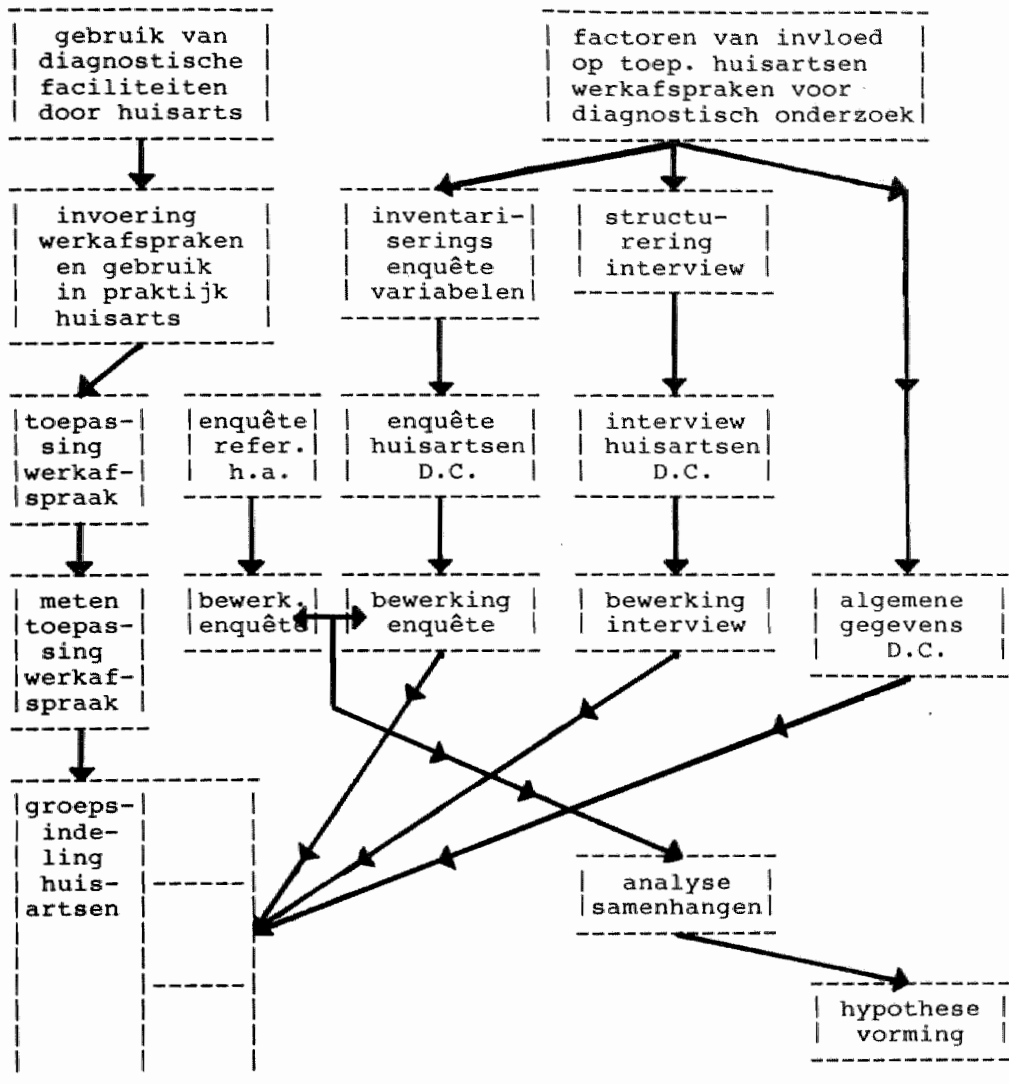 gebruik van
diagnostische
faciliteiten
door huisarts
factoren van invloed
op toep. huisartsen
werkafspraken voor
diagnostisch onderzoek
invoering
werkafspraken
en gebruik
in praktijk
huisarts
inventari-
serings
enquête
variabelen
structu-
rering
interview
toepas-
sing
werkaf-
spraak
enquête
refer.
h.a.
enquête
huisartsen
D.C.
interview
huisartsen
D.C.
meten
toepas-
sing
werkaf-
spraak
bewerk.
enquête
bewerking
enquête
bewerking
interview
algemene
gegevens
D.C.
groeps-
inde-
ling
huis-
artsen
analyse
samenhangen
hypothese
vorming